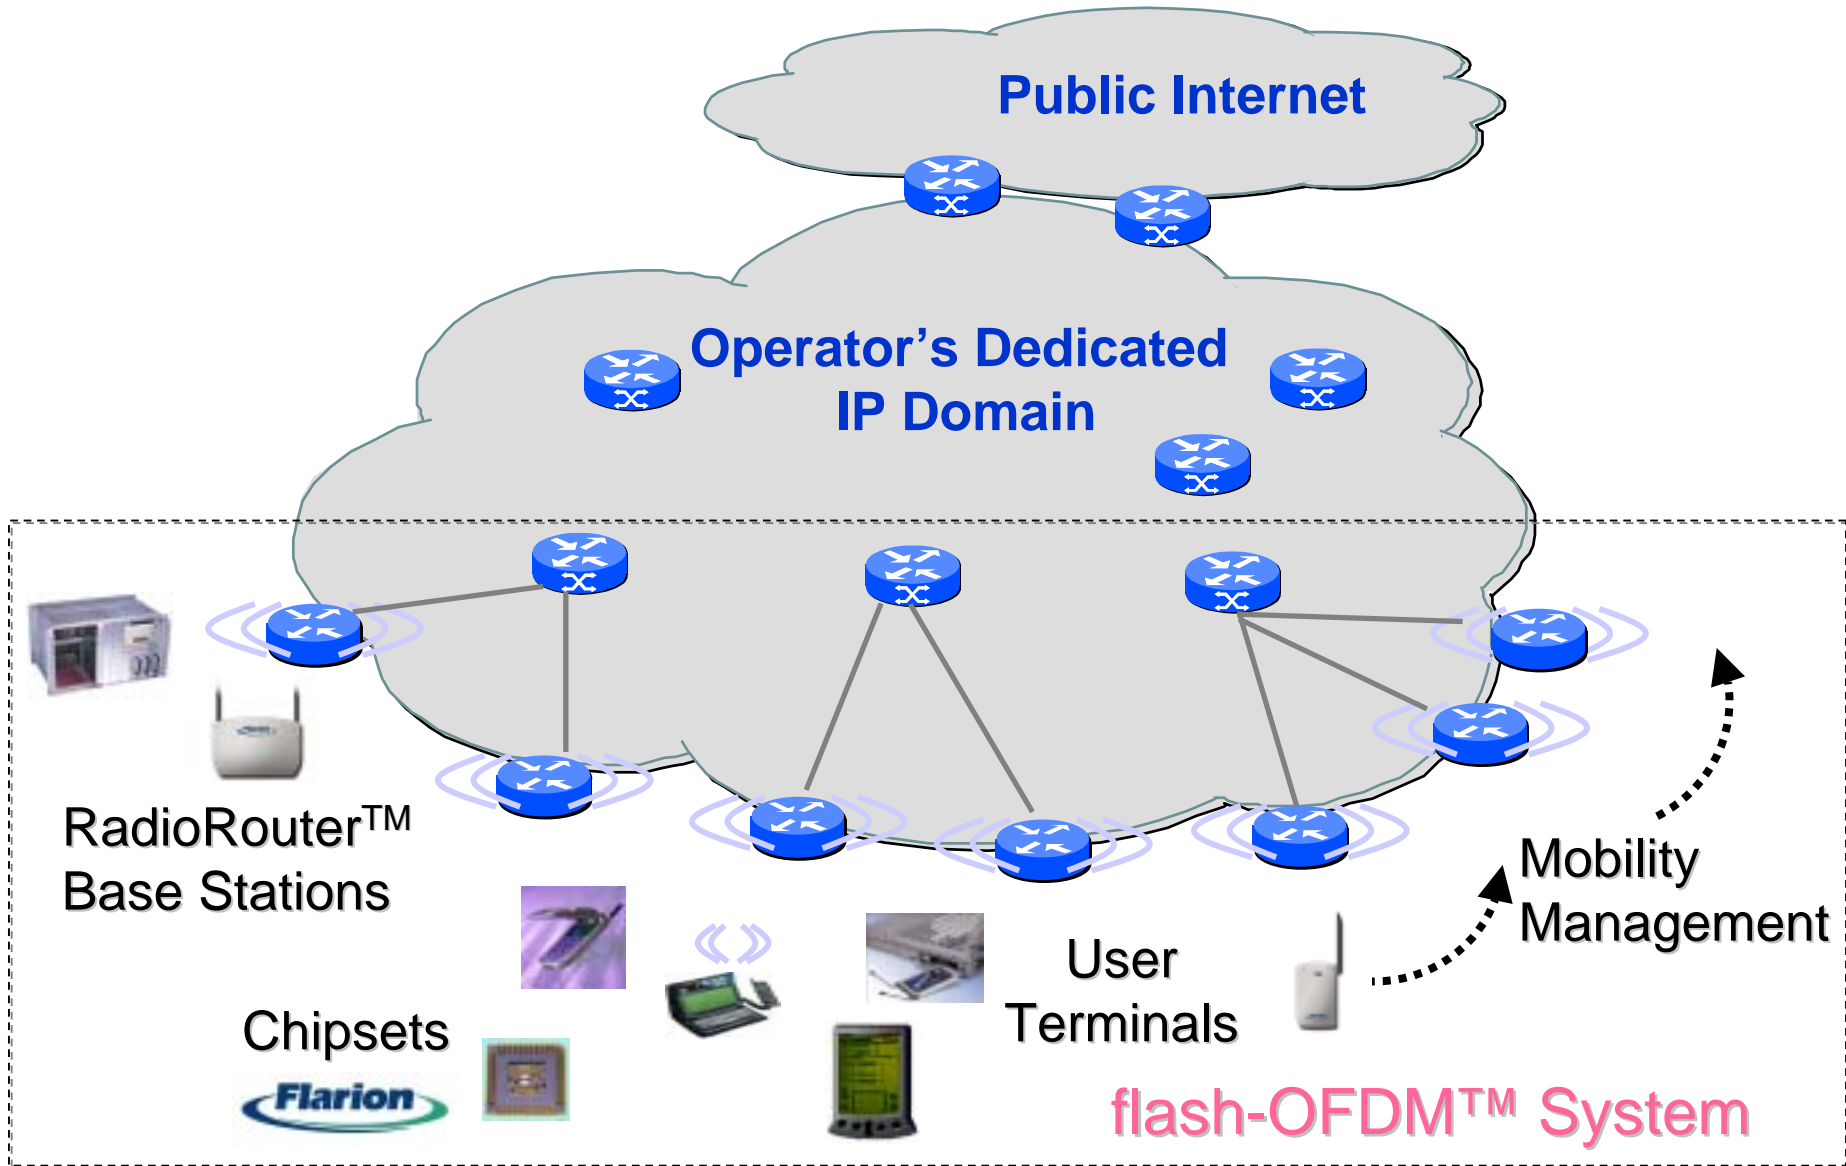 Public Internet
Operator’s Dedicated
IP Domain
RadioRouter™
Base Stations
Mobility
Management
User
Terminals
Chipsets
Flarion
flash-OFDM™ System